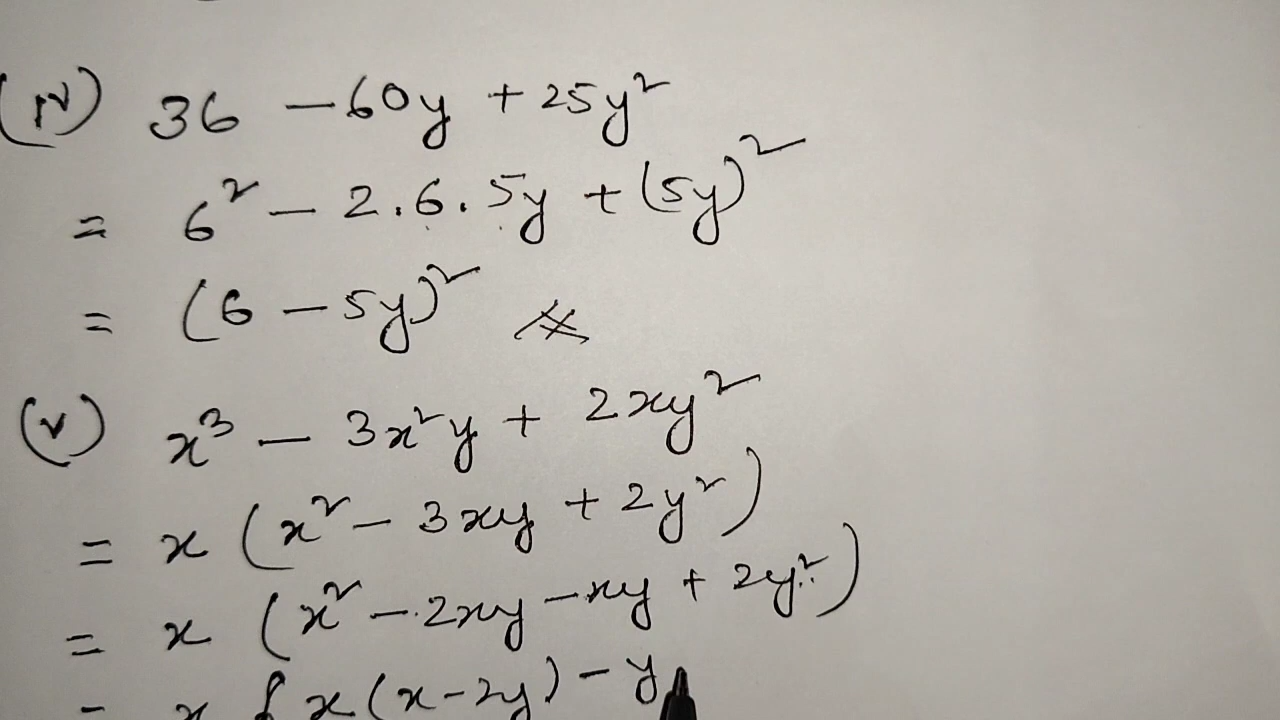 (iv) 36 - 60y + 25y²
= 6² - 2.6.5y + (5y)²
= (6 - 5y)²
(v) x³ - 3x²y + 2xy²
= x (x² - 3xy + 2y²)
= x (x² - 2xy - xy + 2y²)
= x { x (x - 2y) - y